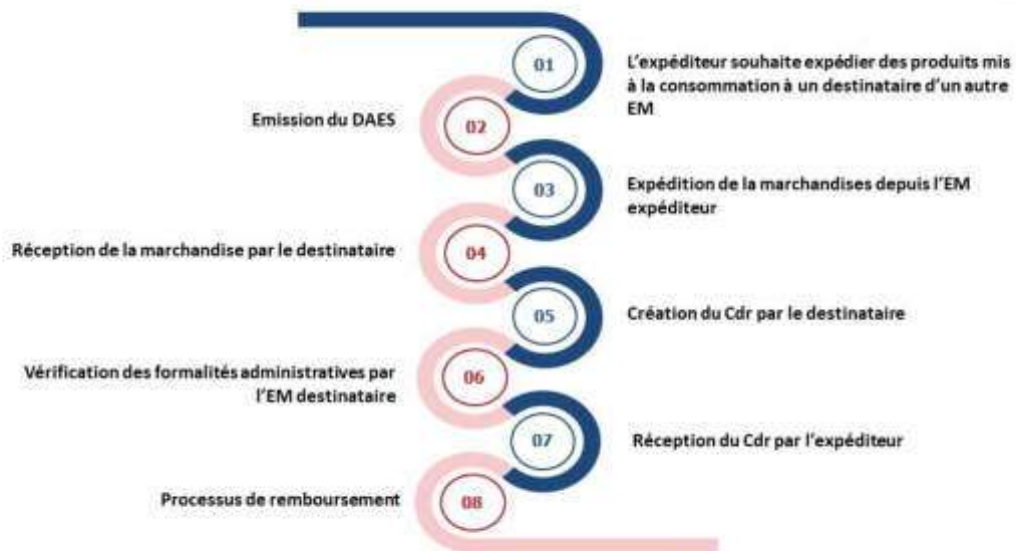 01
L'expéditeur souhaite expédier des produits mis
à la consommation à un destinataire d'un autre
EM
Emission du DAES
02
03
Expédition de la marchandises depuis l'EM
expéditeur
Réception de la marchandise par le destinataire
04
05
Création du Cdr par le destinataire
Vérification des formalités administratives par
l'EM destinataire
06
07
Réception du Cdr par l'expéditeur
Processus de remboursement
08